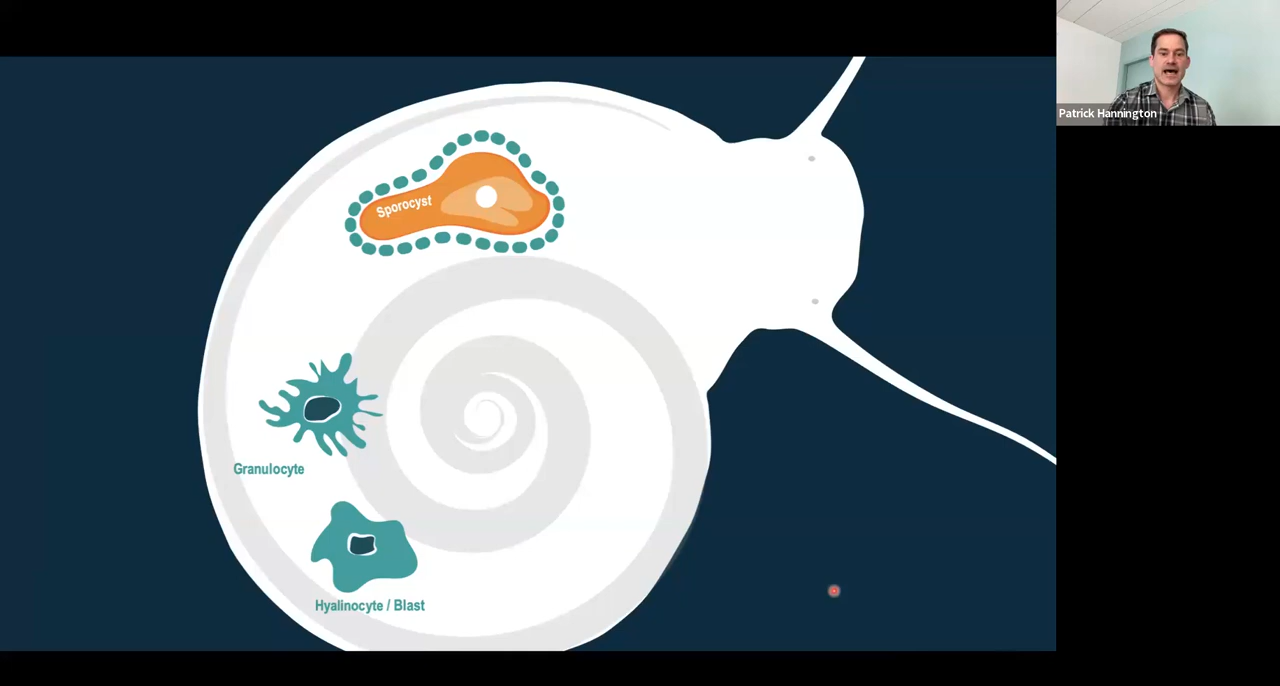 Patrick Hannington
Sporocyst
Granulocyte
Hyalinocyte / Blast